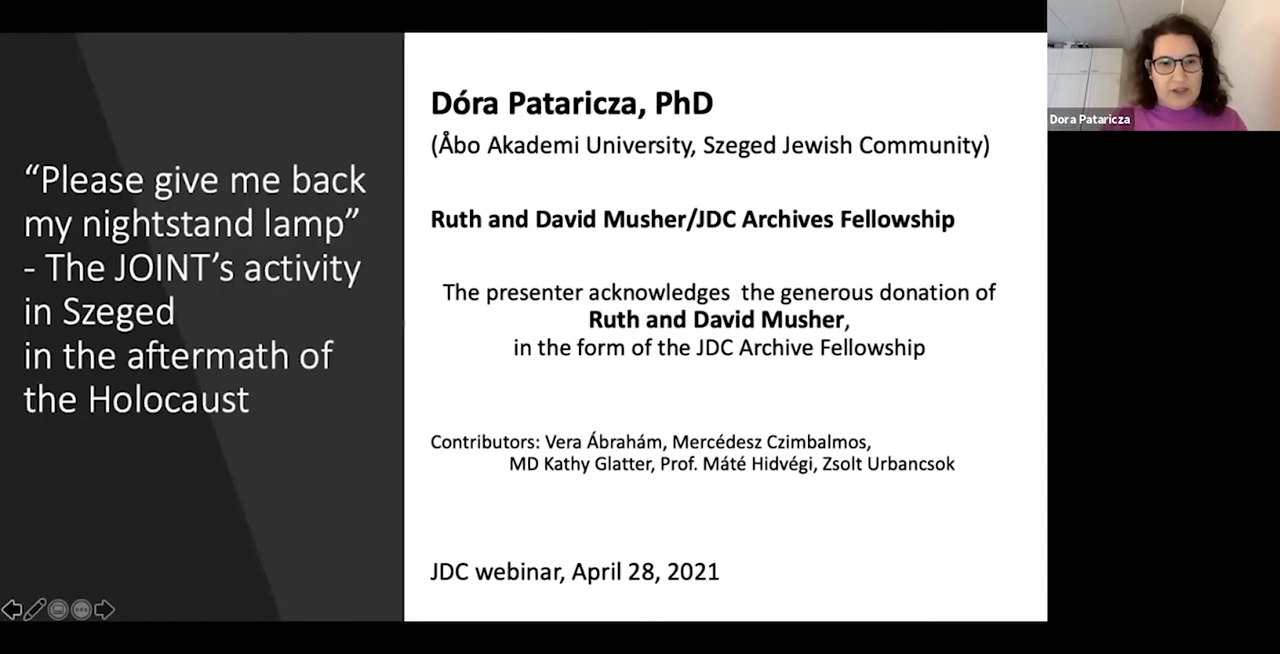 “Please give me back
my nightstand lamp”
- The JOINT’s activity
in Szeged
in the aftermath of
the Holocaust
Dóra Pataricza, PhD
(Åbo Akademi University, Szeged Jewish Community)
Ruth and David Musher/JDC Archives Fellowship
The presenter acknowledges  the generous donation of
Ruth and David Musher,
in the form of the JDC Archive Fellowship
Contributors: Vera Ábrahám, Mercédesz Czimbalmos,
MD Kathy Glatter, Prof. Máté Hidvégi, Zsolt Urbancsok
JDC webinar, April 28, 2021
Dora Pataricza